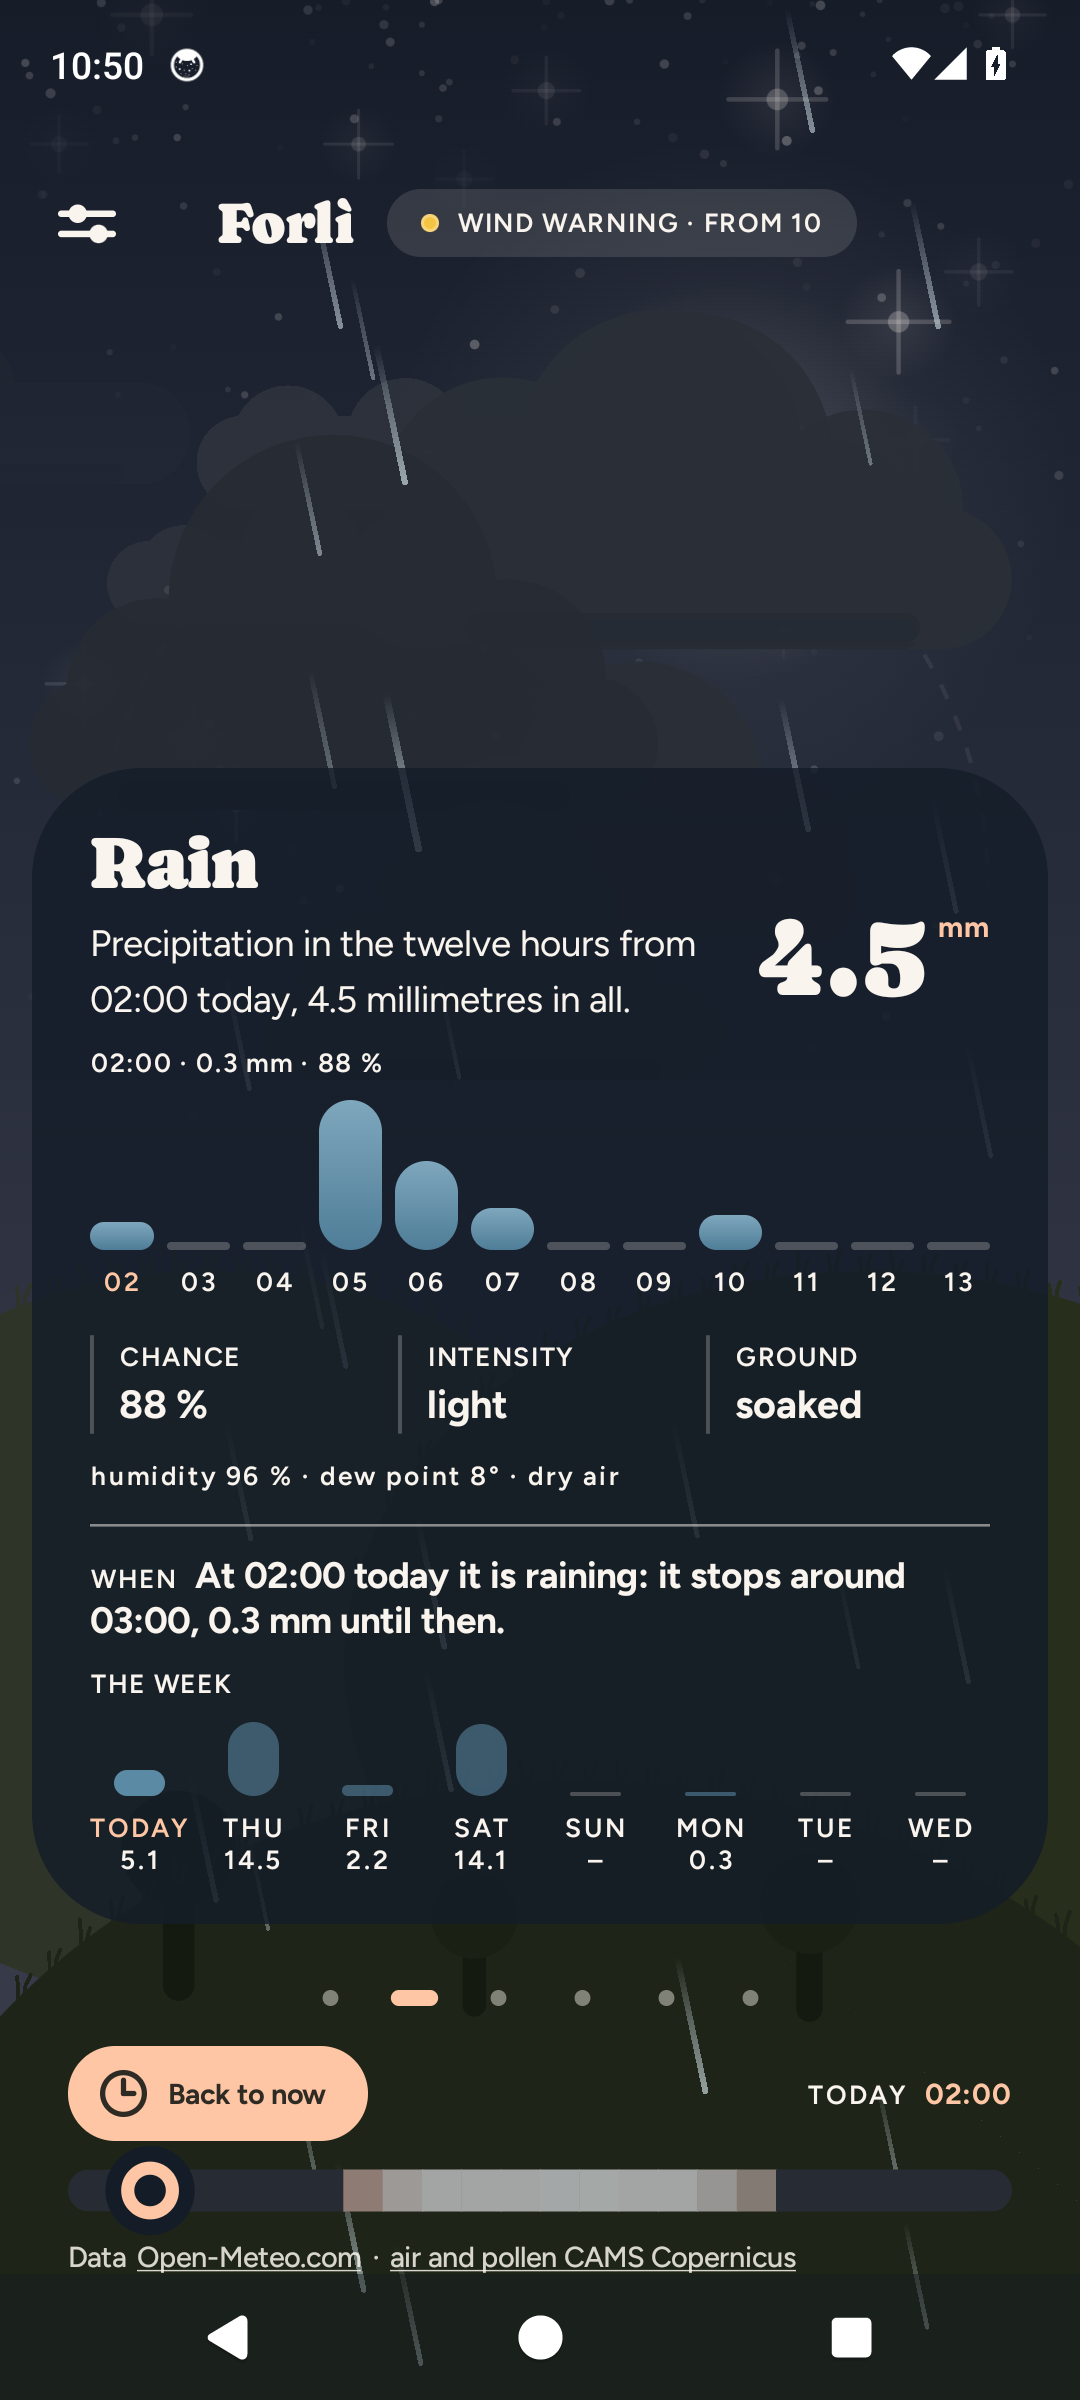 10:50
Forlì
WIND WARNING · FROM 10
Rain
Precipitation in the twelve hours from
02:00 today, 4.5 millimetres in all.
4.5 mm
02:00 · 0.3 mm · 88 %
02 03 04 05 06 07 08 09 10 11 12 13
CHANCE INTENSITY GROUND
88 % light soaked
humidity 96 % · dew point 8° · dry air
WHEN At 02:00 today it is raining: it stops around
03:00, 0.3 mm until then.
THE WEEK
TODAY THU FRI SAT SUN MON TUE WED
5.1 14.5 2.2 14.1 – 0.3 – –
Back to now
TODAY 02:00
Data Open-Meteo.com · air and pollen CAMS Copernicus